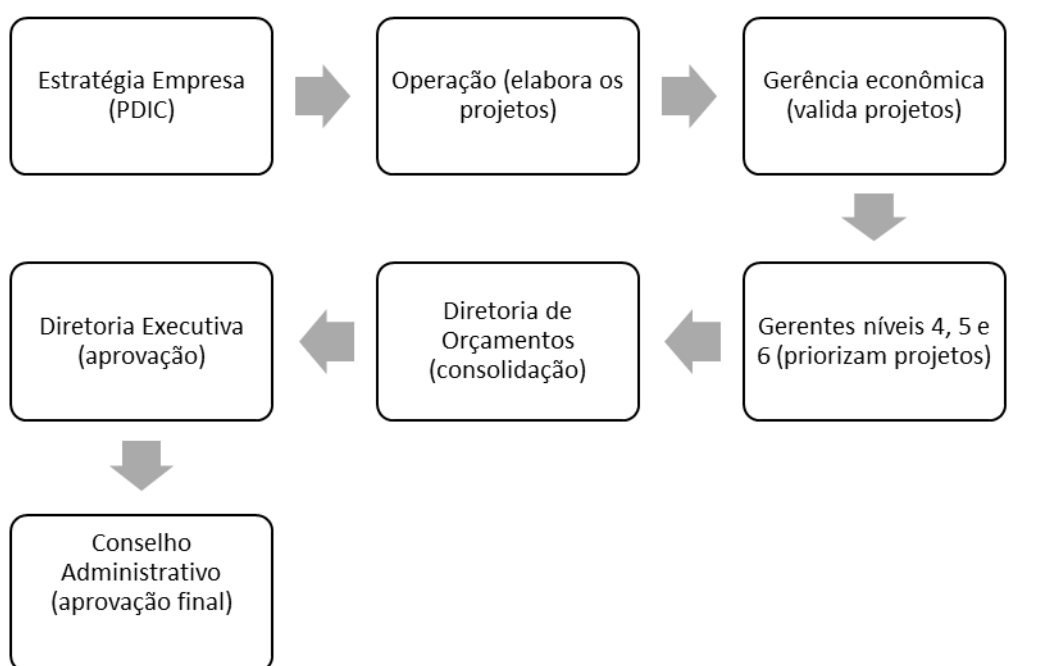 Estratégia Empresa
(PDIC)
Operação (elabora os
projetos)
Gerência econômica
(valida projetos)
Gerentes níveis 4, 5 e
6 (priorizam projetos)
Diretoria de
Orçamentos
(consolidação)
Diretoria Executiva
(aprovação)
Conselho
Administrativo
(aprovação final)